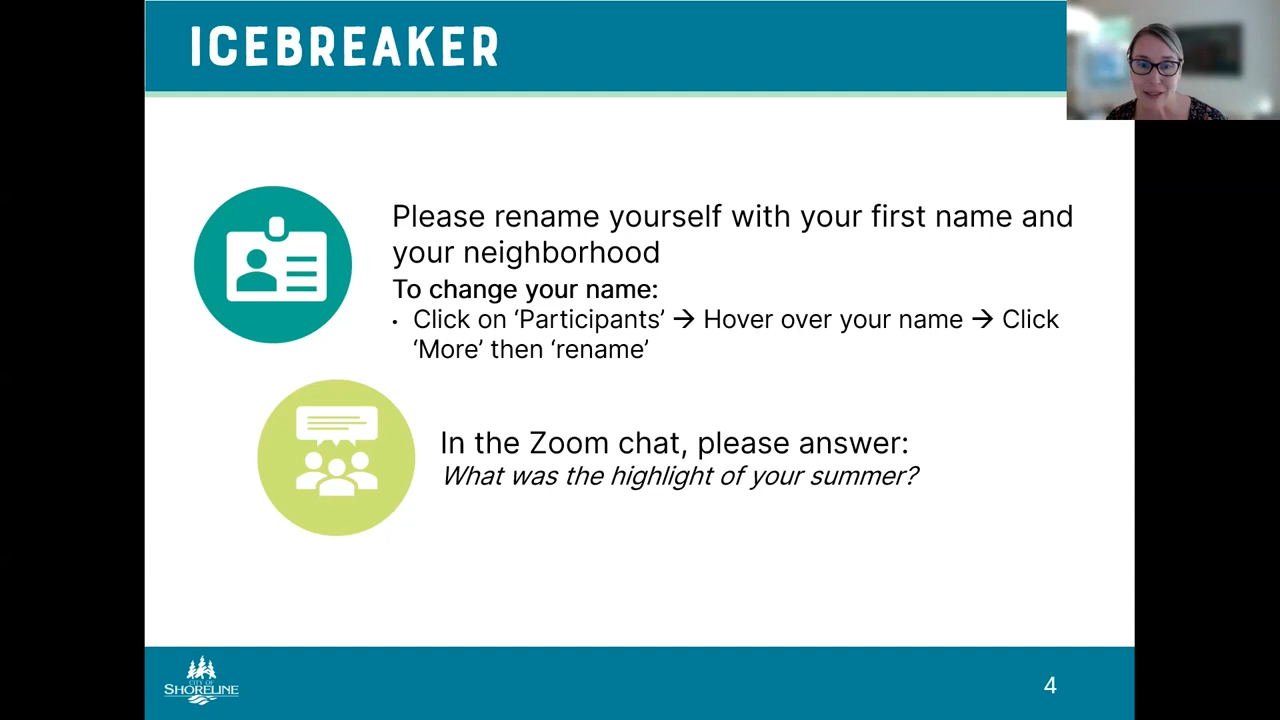 ICEBREAKER
Please rename yourself with your first name and
your neighborhood
To change your name:
• Click on ‘Participants’ → Hover over your name → Click
‘More’ then ‘rename’
In the Zoom chat, please answer:
What was the highlight of your summer?
CITY OF
SHORELINE
4